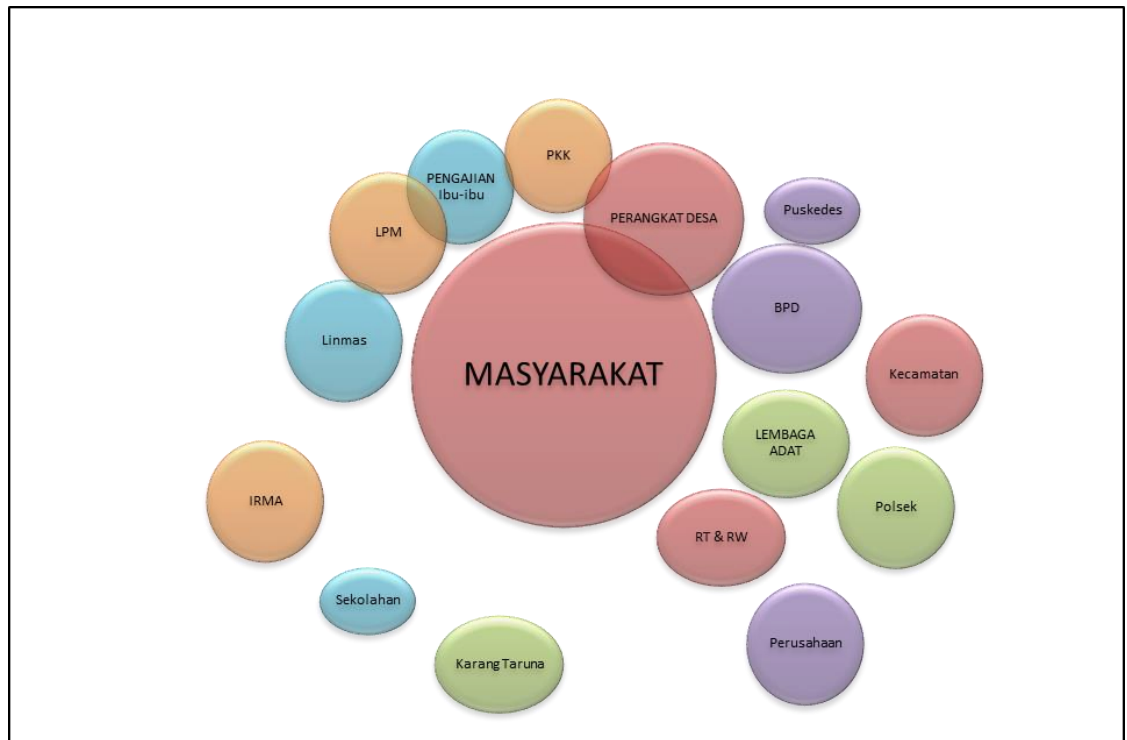 PKK
PENGAJIAN
Ibu-ibu
PERANGKAT DESA
Puskedes
LPM
BPD
Linmas
MASYARAKAT
Kecamatan
LEMBAGA
ADAT
IRMA
Polsek
RT & RW
Sekolahan
Perusahaan
Karang Taruna